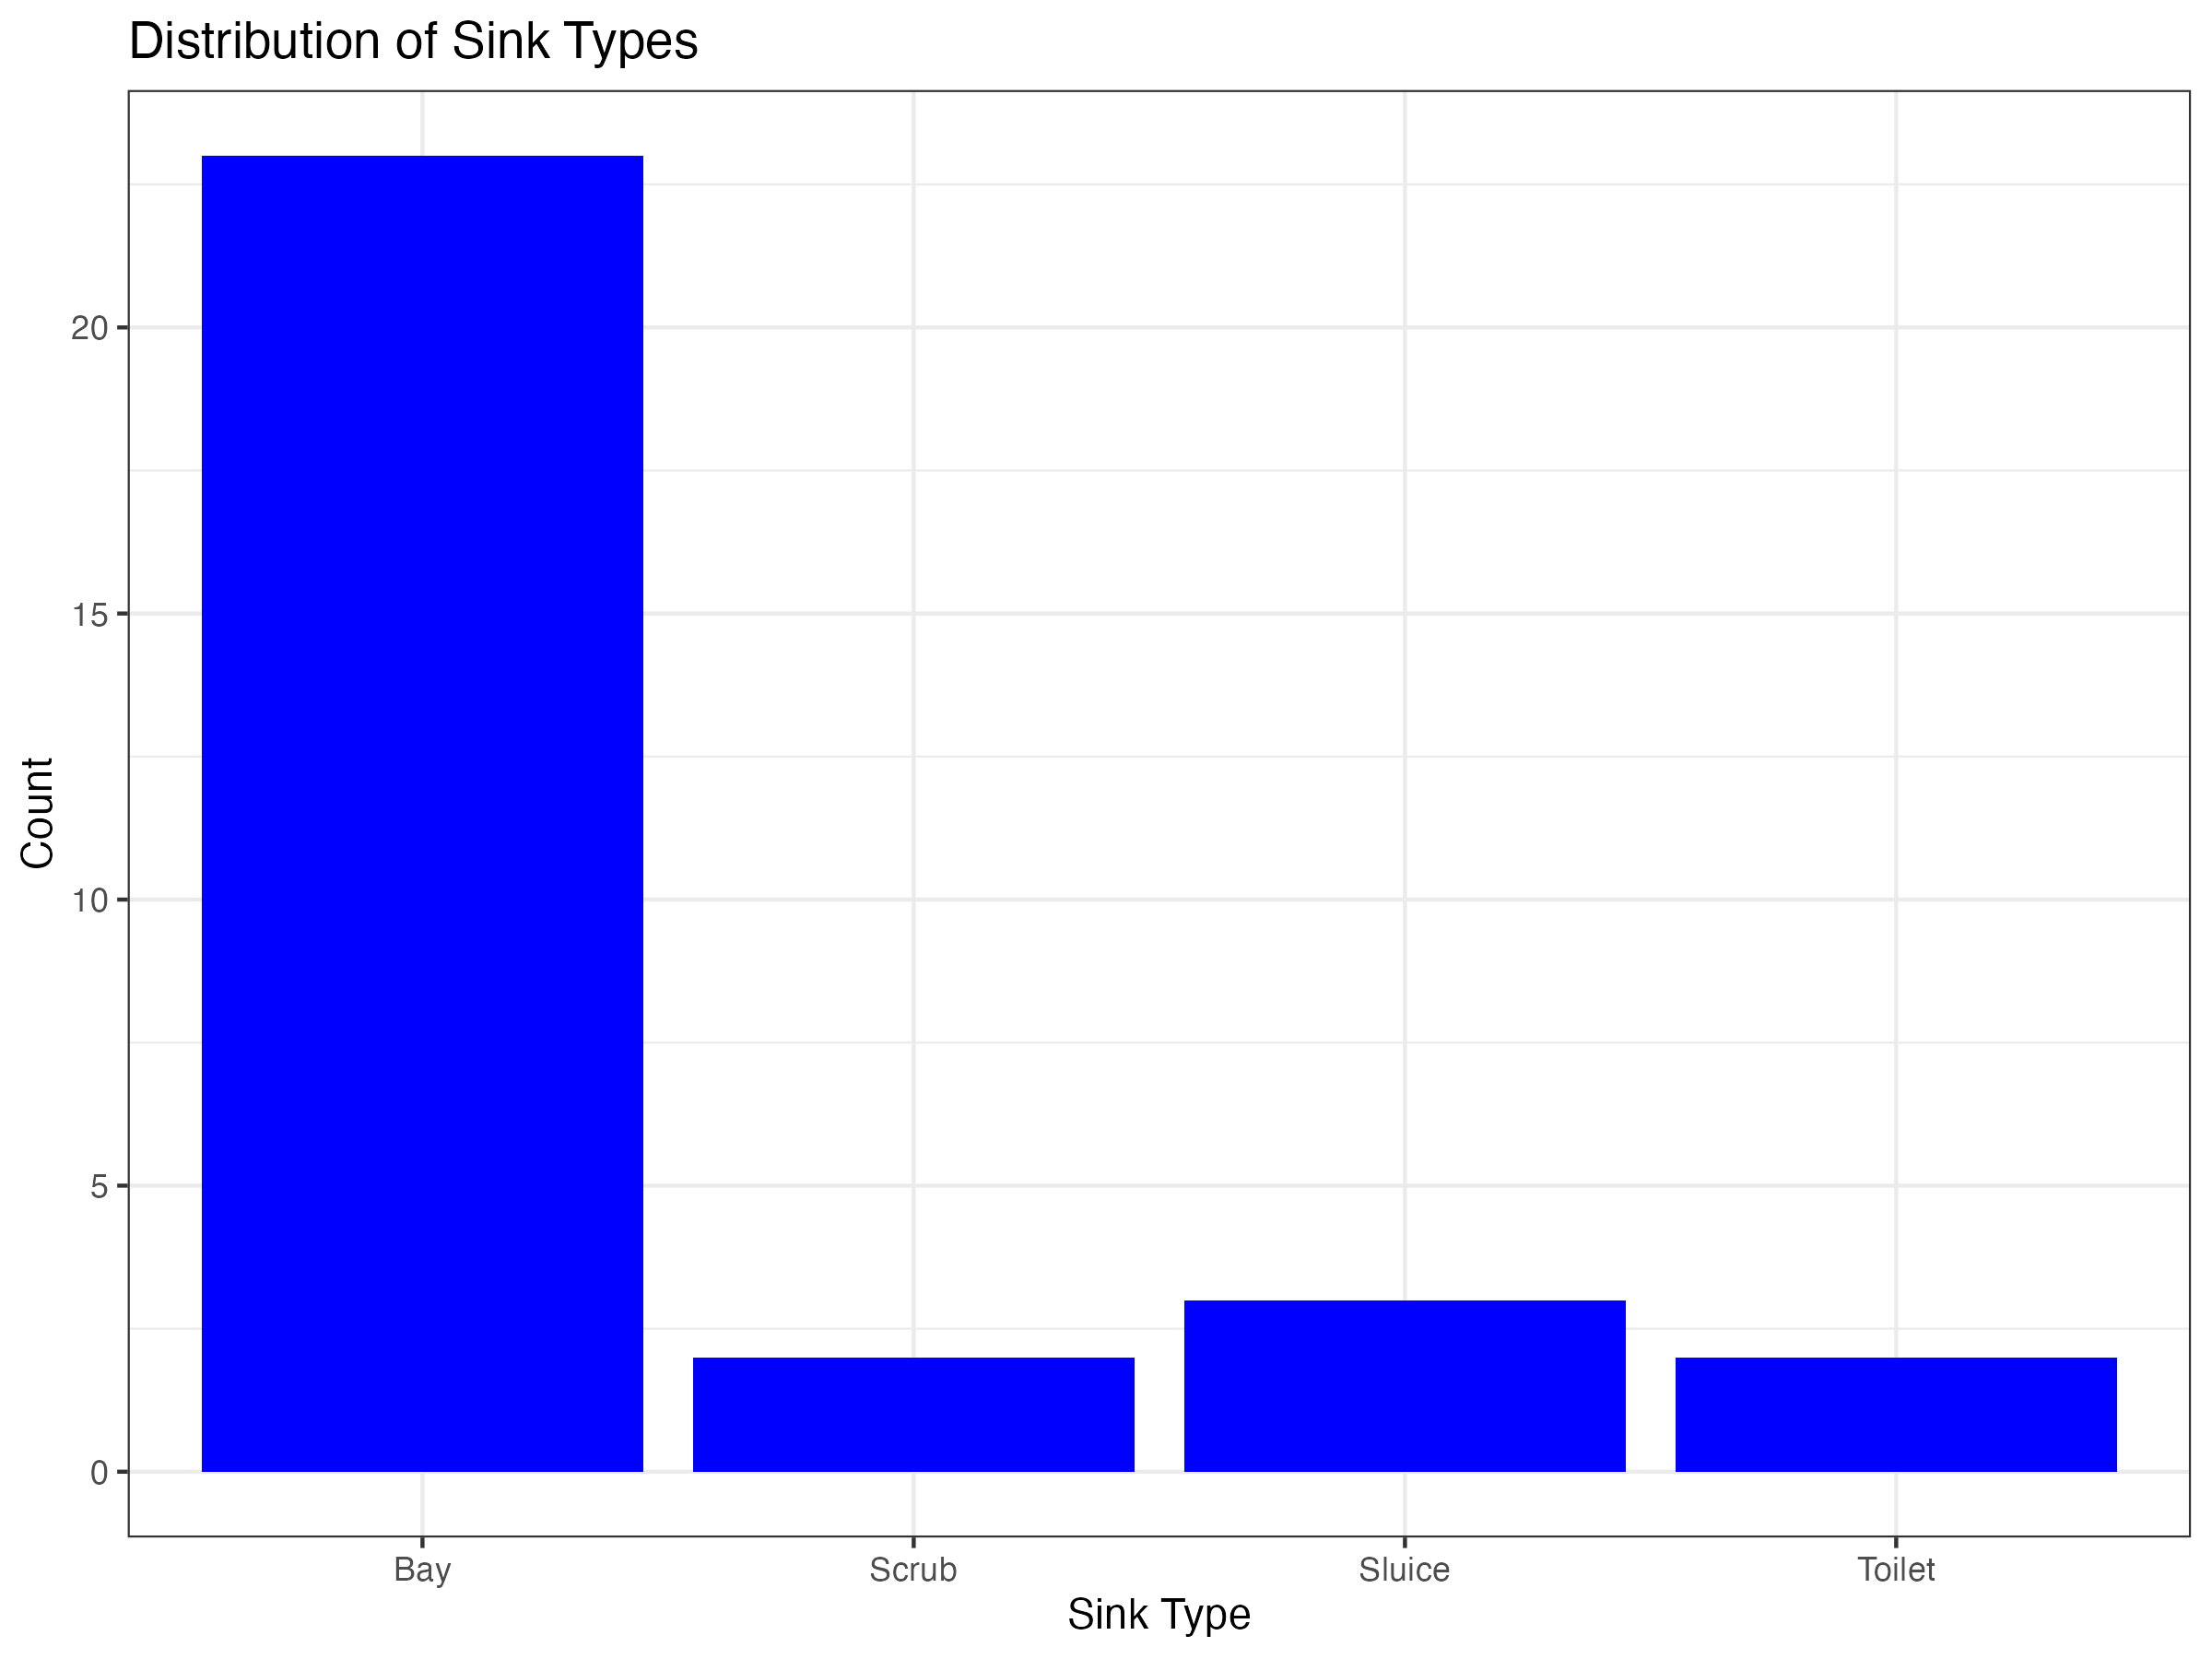 Distribution of Sink Types
Count
20
15
10
5
0
Bay Scrub Sluice Toilet
Sink Type